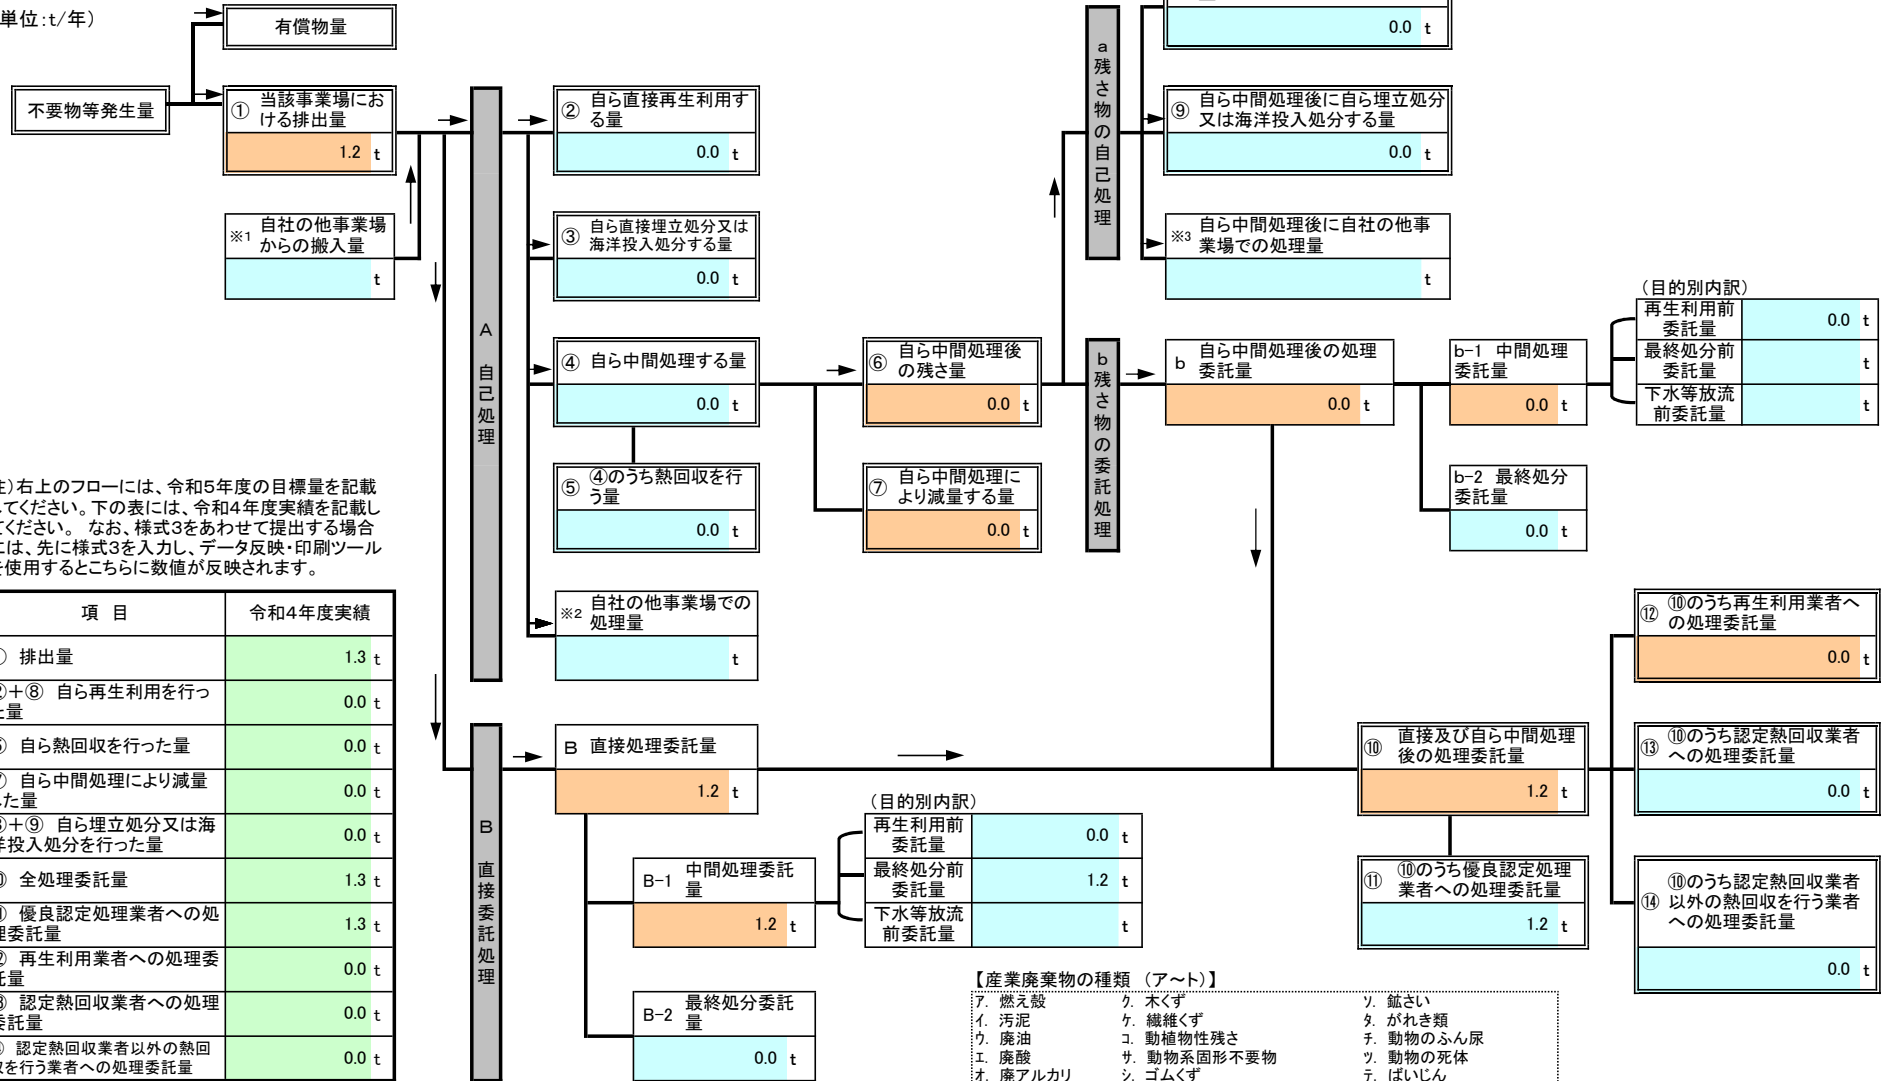 単位:t/年）
有償物量
不要物等発生量
① 当該事業場にお
ける排出量
1.2 t
※1 自社の他事業場
からの搬入量
t
A 自己処理
② 自ら直接再生利用す
る量
0.0 t
③ 自ら直接埋立処分又は
海洋投入処分する量
0.0 t
④ 自ら中間処理する量
0.0 t
⑤ ④のうち熱回収を行
う量
0.0 t
※2 自社の他事業場での
処理量
t
⑥ 自ら中間処理後
の残さ量
0.0 t
⑦ 自ら中間処理に
より減量する量
0.0 t
a残さ物の自己処理
0.0 t
⑨ 自ら中間処理後に自ら埋立処分
又は海洋投入処分する量
0.0 t
※3 自ら中間処理後に自社の他事
業場での処理量
t
b残さ物の委託処理
b 自ら中間処理後の処理
委託量
0.0 t
b-1 中間処理
委託量
0.0 t
b-2 最終処分
委託量
0.0 t
（目的別内訳）
再生利用前
委託量
0.0 t
最終処分前
委託量
t
下水等放流
前委託量
t
)右上のフローには、令和5年度の目標量を記載
してください。下の表には、令和4年度実績を記載し
てください。 なお、様式3をあわせて提出する場合
には、先に様式3を入力し、データ反映・印刷ツール
を使用するとこちらに数値が反映されます。
項 目 令和4年度実績
排出量 1.3 t
＋⑧ 自ら再生利用を行っ
た量 0.0 t
自ら熱回収を行った量 0.0 t
自ら中間処理により減量
した量 0.0 t
＋⑨ 自ら埋立処分又は海
洋投入処分を行った量 0.0 t
全処理委託量 1.3 t
優良認定処理業者への処
理委託量 1.3 t
再生利用業者への処理委
託量 0.0 t
認定熱回収業者への処理
委託量 0.0 t
認定熱回収業者以外の熱回
収を行う業者への処理委託量 0.0 t
B 直接委託処理
B 直接処理委託量
1.2 t
B-1 中間処理委託
量
1.2 t
B-2 最終処分委託
量
0.0 t
（目的別内訳）
再生利用前
委託量
0.0 t
最終処分前
委託量
1.2 t
下水等放流
前委託量
t
⑩ 直接及び自ら中間処理
後の処理委託量
1.2 t
⑪ ⑩のうち優良認定処理
業者への処理委託量
1.2 t
⑫ ⑩のうち再生利用業者へ
の処理委託量
0.0 t
⑬ ⑩のうち認定熱回収業者
への処理委託量
0.0 t
⑭ ⑩のうち認定熱回収業者
以外の熱回収を行う業者
への処理委託量
0.0 t
【産業廃棄物の種類 （ア～ト）】
ア. 燃え殻 ク. 木くず ソ. 鉱さい
イ. 汚泥 ケ. 繊維くず タ. がれき類
ウ. 廃油 コ. 動植物性残さ チ. 動物のふん尿
エ. 廃酸 サ. 動物系固形不要物 ツ. 動物の死体
オ. 廃アルカリ シ. ゴムくず テ. ばいじん